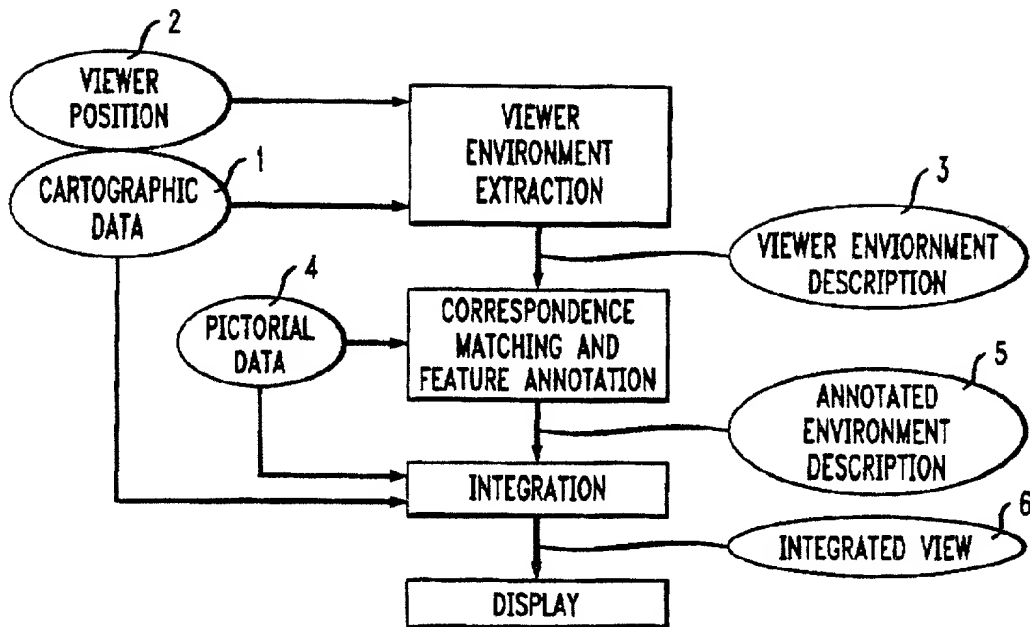 2
VIEWER
POSITION
1
CARTOGRAPHIC
DATA
VIEWER
ENVIRONMENT
EXTRACTION
3
VIEWER ENVIORNMENT
DESCRIPTION
4
PICTORIAL
DATA
CORRESPONDENCE
MATCHING AND
FEATURE ANNOTATION
5
ANNOTATED
ENVIRONMENT
DESCRIPTION
INTEGRATION
6
INTEGRATED VIEW
DISPLAY